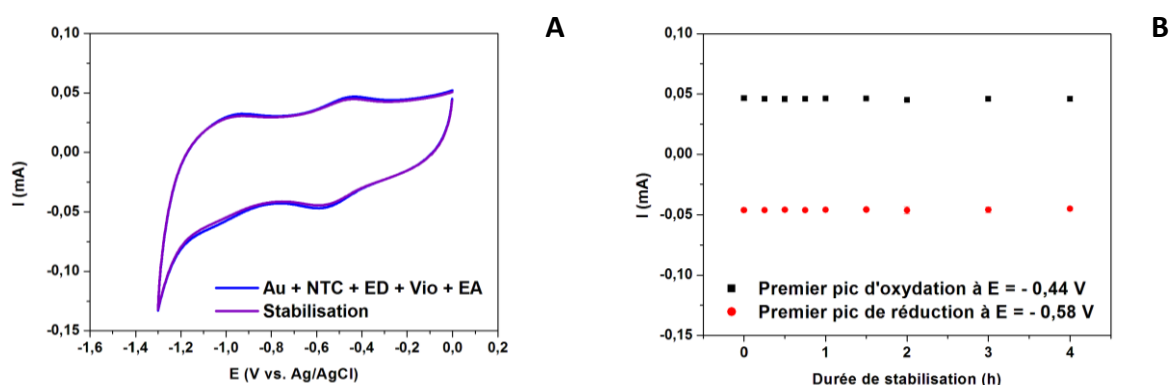 A
0,10
0,05
0,00
-0,05
-0,10
-0,15
I (mA)
Au + NTC + ED + Vio + EA
Stabilisation
-1,6 -1,4 -1,2 -1,0 -0,8 -0,6 -0,4 -0,2 0,0
E (V vs. Ag/AgCl)
B
0,10
0,05
0,00
-0,05
-0,10
-0,15
I (mA)
Premier pic d'oxydation à E = - 0,44 V
Premier pic de réduction à E = - 0,58 V
0 1 2 3 4
Durée de stabilisation (h)